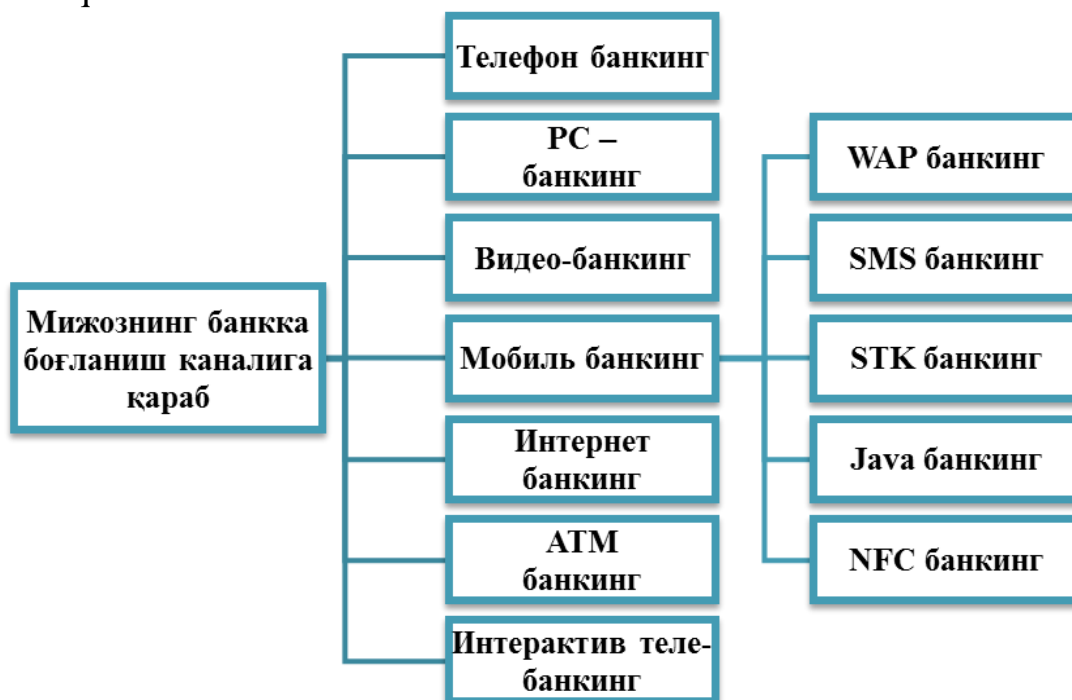 Мижознинг банкка
боғланиш каналига
қараб
Телефон банкинг
PC –
банкинг
Видео-банкинг
Мобиль банкинг
Интернет
банкинг
ATM
банкинг
Интерактив теле-
банкинг
WAP банкинг
SMS банкинг
STK банкинг
Java банкинг
NFC банкинг